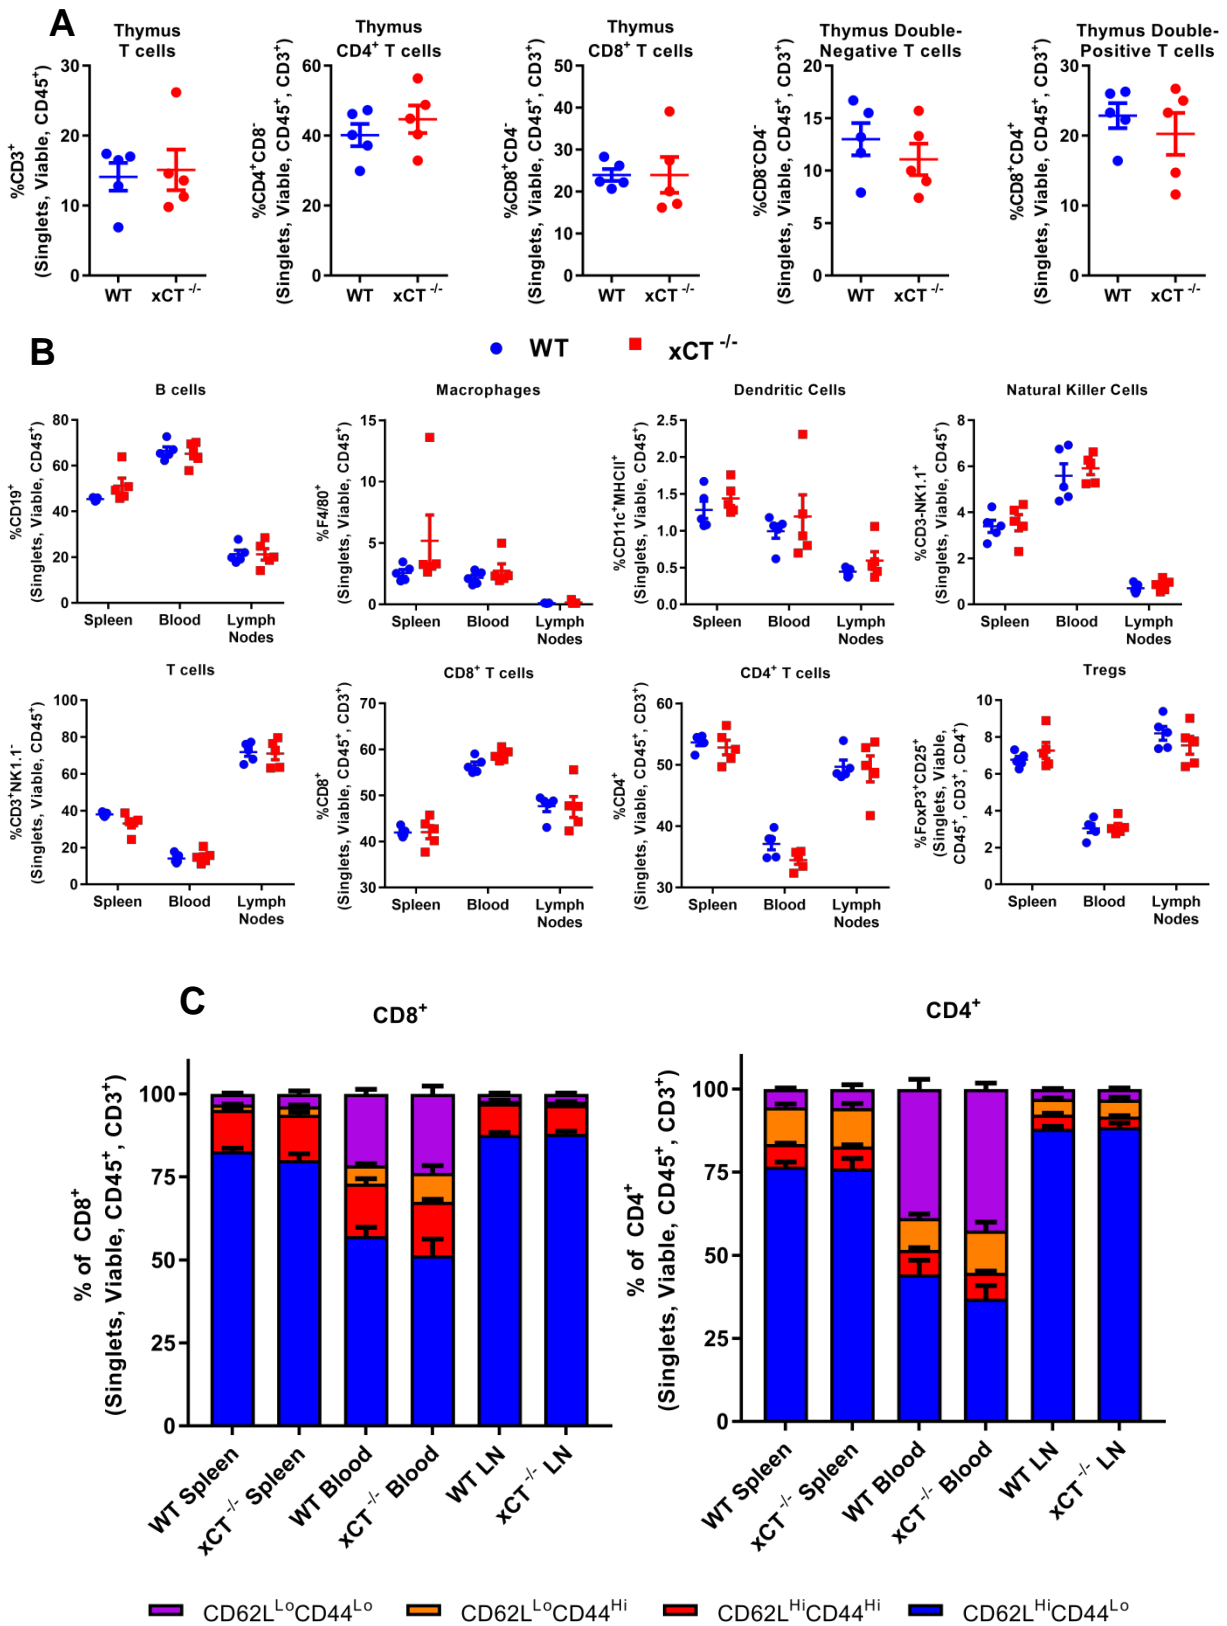 A
Thymus
T cells
%CD3⁺
(Singlets, Viable, CD45⁺)
30
20
10
0
WT
xCT⁻/⁻
Thymus
CD4⁺ T cells
%CD4⁺CD8⁻
(Singlets, Viable, CD45⁺, CD3⁺)
60
40
20
0
WT
xCT⁻/⁻
Thymus
CD8⁺ T cells
%CD8⁺CD4⁻
(Singlets, Viable, CD45⁺, CD3⁺)
50
40
30
20
10
0
WT
xCT⁻/⁻
Thymus Double-
Negative T cells
%CD8⁻CD4⁻
(Singlets, Viable, CD45⁺, CD3⁺)
20
15
10
5
0
WT
xCT⁻/⁻
Thymus Double-
Positive T cells
%CD8⁺CD4⁺
(Singlets, Viable, CD45⁺, CD3⁺)
30
20
10
0
WT
xCT⁻/⁻
B
WT
xCT⁻/⁻
B cells
%CD19⁺
(Singlets, Viable, CD45⁺)
80
60
40
20
0
Spleen
Blood
Lymph
Nodes
Macrophages
%F4/80⁺
(Singlets, Viable, CD45⁺)
15
10
5
0
Spleen
Blood
Lymph
Nodes
Dendritic Cells
%CD11c⁺MHCII⁺
(Singlets, Viable, CD45⁺)
2.5
2.0
1.5
1.0
0.5
0.0
Spleen
Blood
Lymph
Nodes
Natural Killer Cells
%CD3-NK1.1⁺
(Singlets, Viable, CD45⁺)
8
6
4
2
0
Spleen
Blood
Lymph
Nodes
T cells
%CD3⁺NK1.1⁻
(Singlets, Viable, CD45⁺)
100
80
60
40
20
0
Spleen
Blood
Lymph
Nodes
CD8⁺ T cells
%CD8⁺
(Singlets, Viable, CD45⁺, CD3⁺)
70
60
50
40
30
Spleen
Blood
Lymph
Nodes
CD4⁺ T cells
%CD4⁺
(Singlets, Viable, CD45⁺, CD3⁺)
60
50
40
30
Spleen
Blood
Lymph
Nodes
Tregs
%FoxP3⁺CD25⁺
(Singlets, Viable,
CD45⁺, CD3⁺, CD4⁺)
10
8
6
4
2
0
Spleen
Blood
Lymph
Nodes
C
CD8⁺
% of CD8⁺
(Singlets, Viable, CD45⁺, CD3⁺)
100
75
50
25
0
WT Spleen
xCT⁻/⁻ Spleen
WT Blood
xCT⁻/⁻ Blood
WT LN
xCT⁻/⁻ LN
CD4⁺
% of CD4⁺
(Singlets, Viable, CD45⁺, CD3⁺)
100
75
50
25
0
WT Spleen
xCT⁻/⁻ Spleen
WT Blood
xCT⁻/⁻ Blood
WT LN
xCT⁻/⁻ LN
CD62LᴸᵒCD44ᴸᵒ
CD62LᴸᵒCD44ᴴⁱ
CD62LᴴⁱCD44ᴴⁱ
CD62LᴴⁱCD44ᴸᵒ